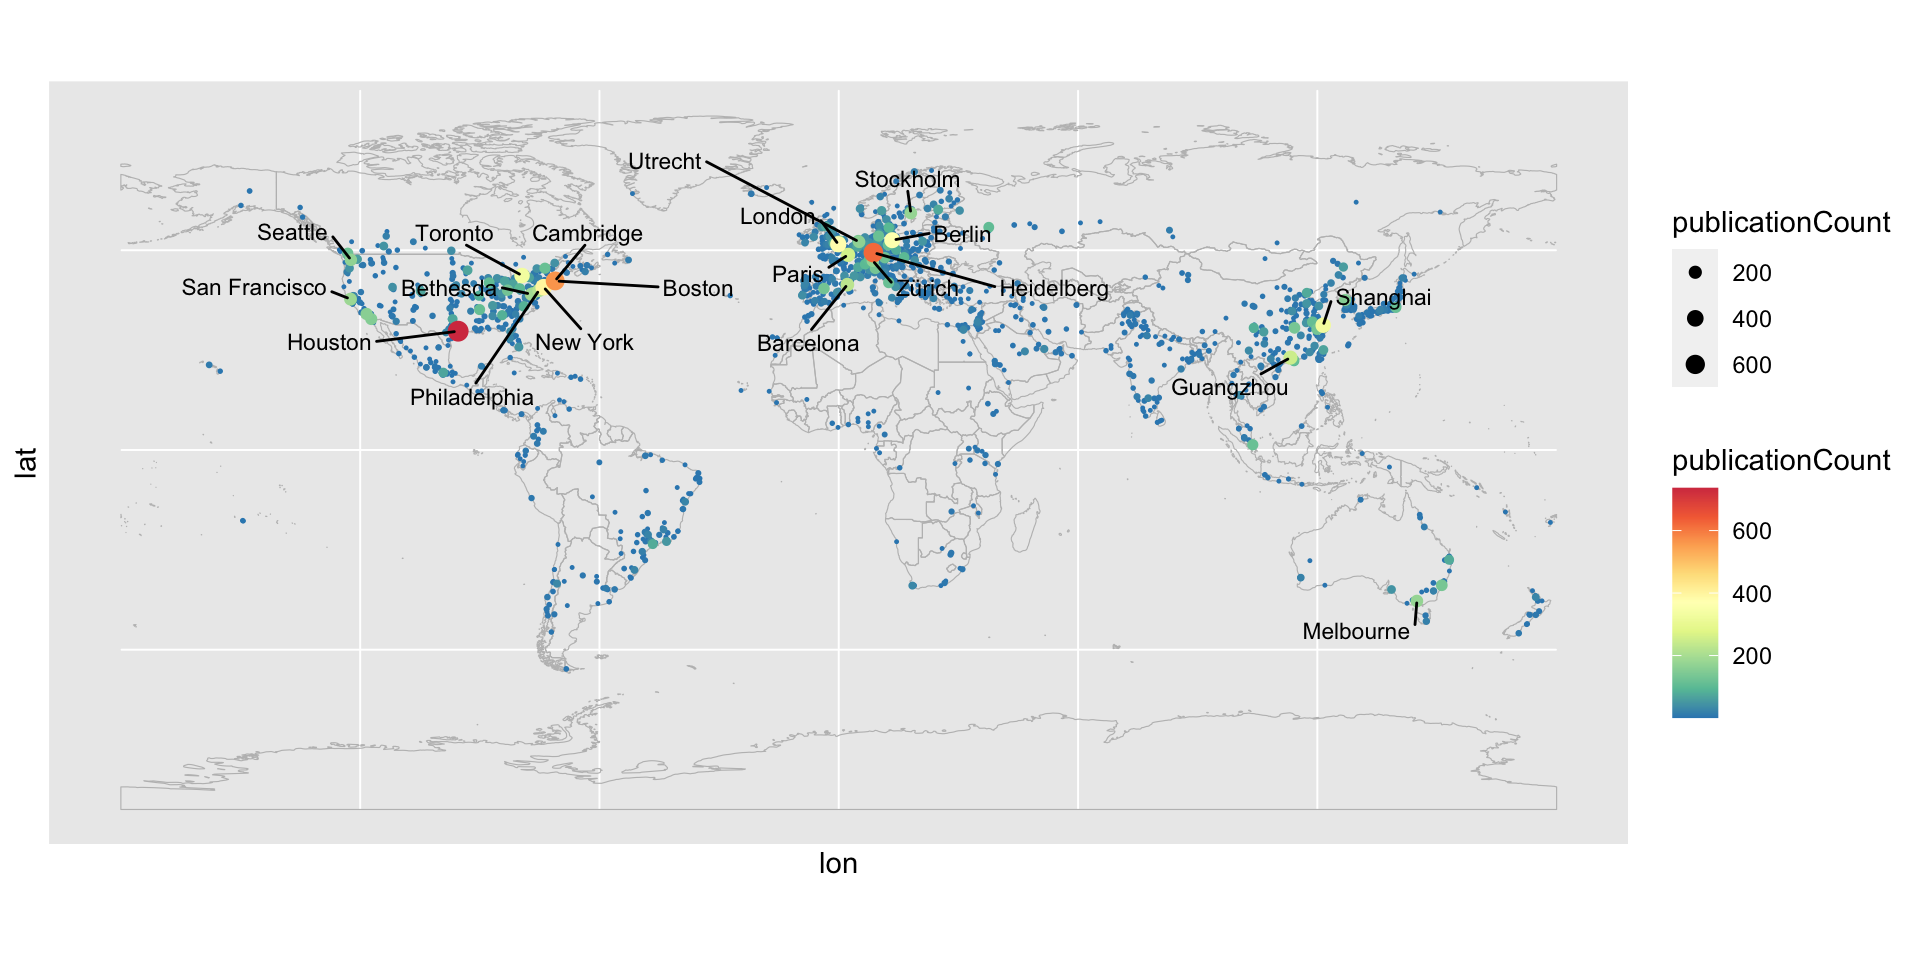 Utrecht
Stockholm
London
Seattle
Toronto
Cambridge
Berlin
Paris
San Francisco
Bethesda
Boston
Zürich
Heidelberg
Shanghai
Houston
New York
Barcelona
Philadelphia
Guangzhou
Melbourne
lat
lon
publicationCount
200
400
600
publicationCount
600
400
200